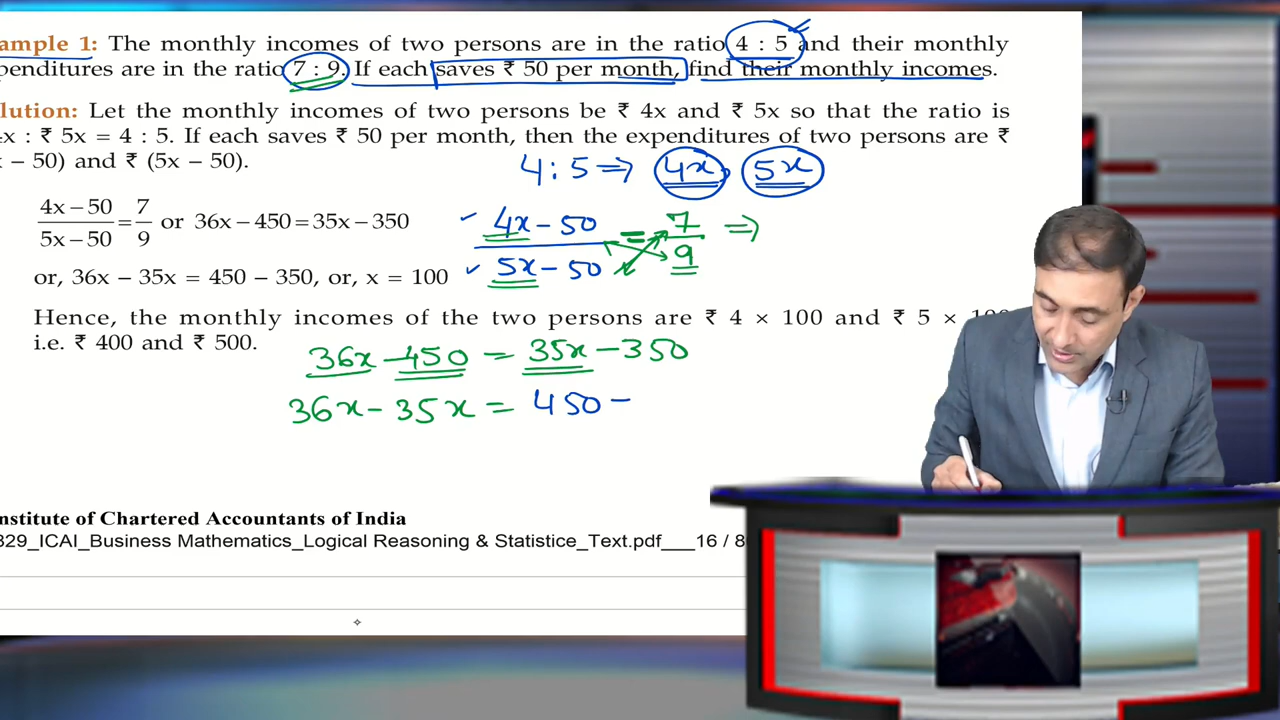 ample 1: The monthly incomes of two persons are in the ratio 4 : 5 and their monthly
penditures are in the ratio 7 : 9. If each saves ₹ 50 per month, find their monthly incomes.
lution: Let the monthly incomes of two persons be ₹ 4x and ₹ 5x so that the ratio is
4x : ₹ 5x = 4 : 5. If each saves ₹ 50 per month, then the expenditures of two persons are ₹
x – 50) and ₹ (5x – 50).
4 : 5 ⇒ 4x, 5x
4x – 50 / 5x – 50 = 7 / 9 or 36x – 450 = 35x – 350
4x – 50 / 5x – 50 = 7 / 9 ⇒
or, 36x – 35x = 450 – 350, or, x = 100
Hence, the monthly incomes of the two persons are ₹ 4 × 100 and ₹ 5 × 100
i.e. ₹ 400 and ₹ 500.
36x – 450 = 35x – 350
36x – 35x = 450 –
nstitute of Chartered Accountants of India
329_ICAI_Business Mathematics_Logical Reasoning & Statistice_Text.pdf___16 / 8